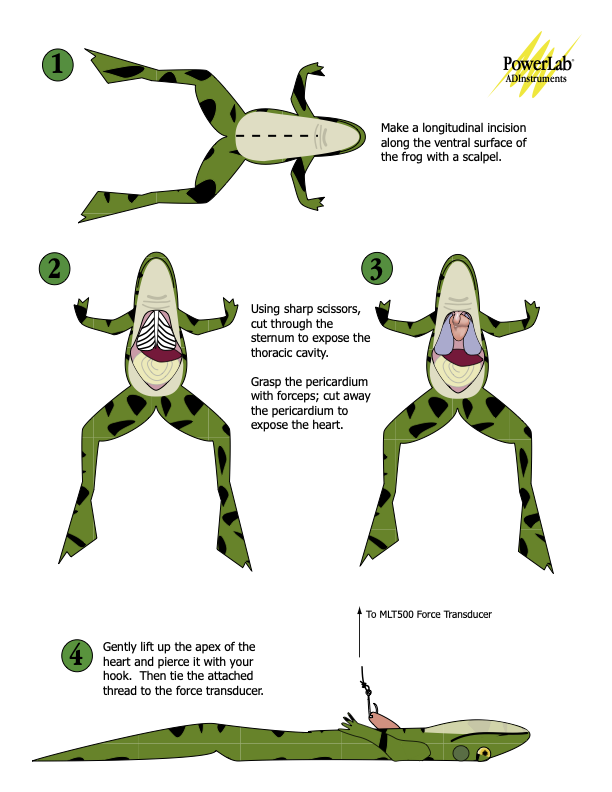 1
PowerLab
ADInstruments
Make a longitudinal incision
along the ventral surface of
the frog with a scalpel.
2
Using sharp scissors,
cut through the
sternum to expose the
thoracic cavity.
Grasp the pericardium
with forceps; cut away
the pericardium to
expose the heart.
3
To MLT500 Force Transducer
4
Gently lift up the apex of the
heart and pierce it with your
hook.  Then tie the attached
thread to the force transducer.